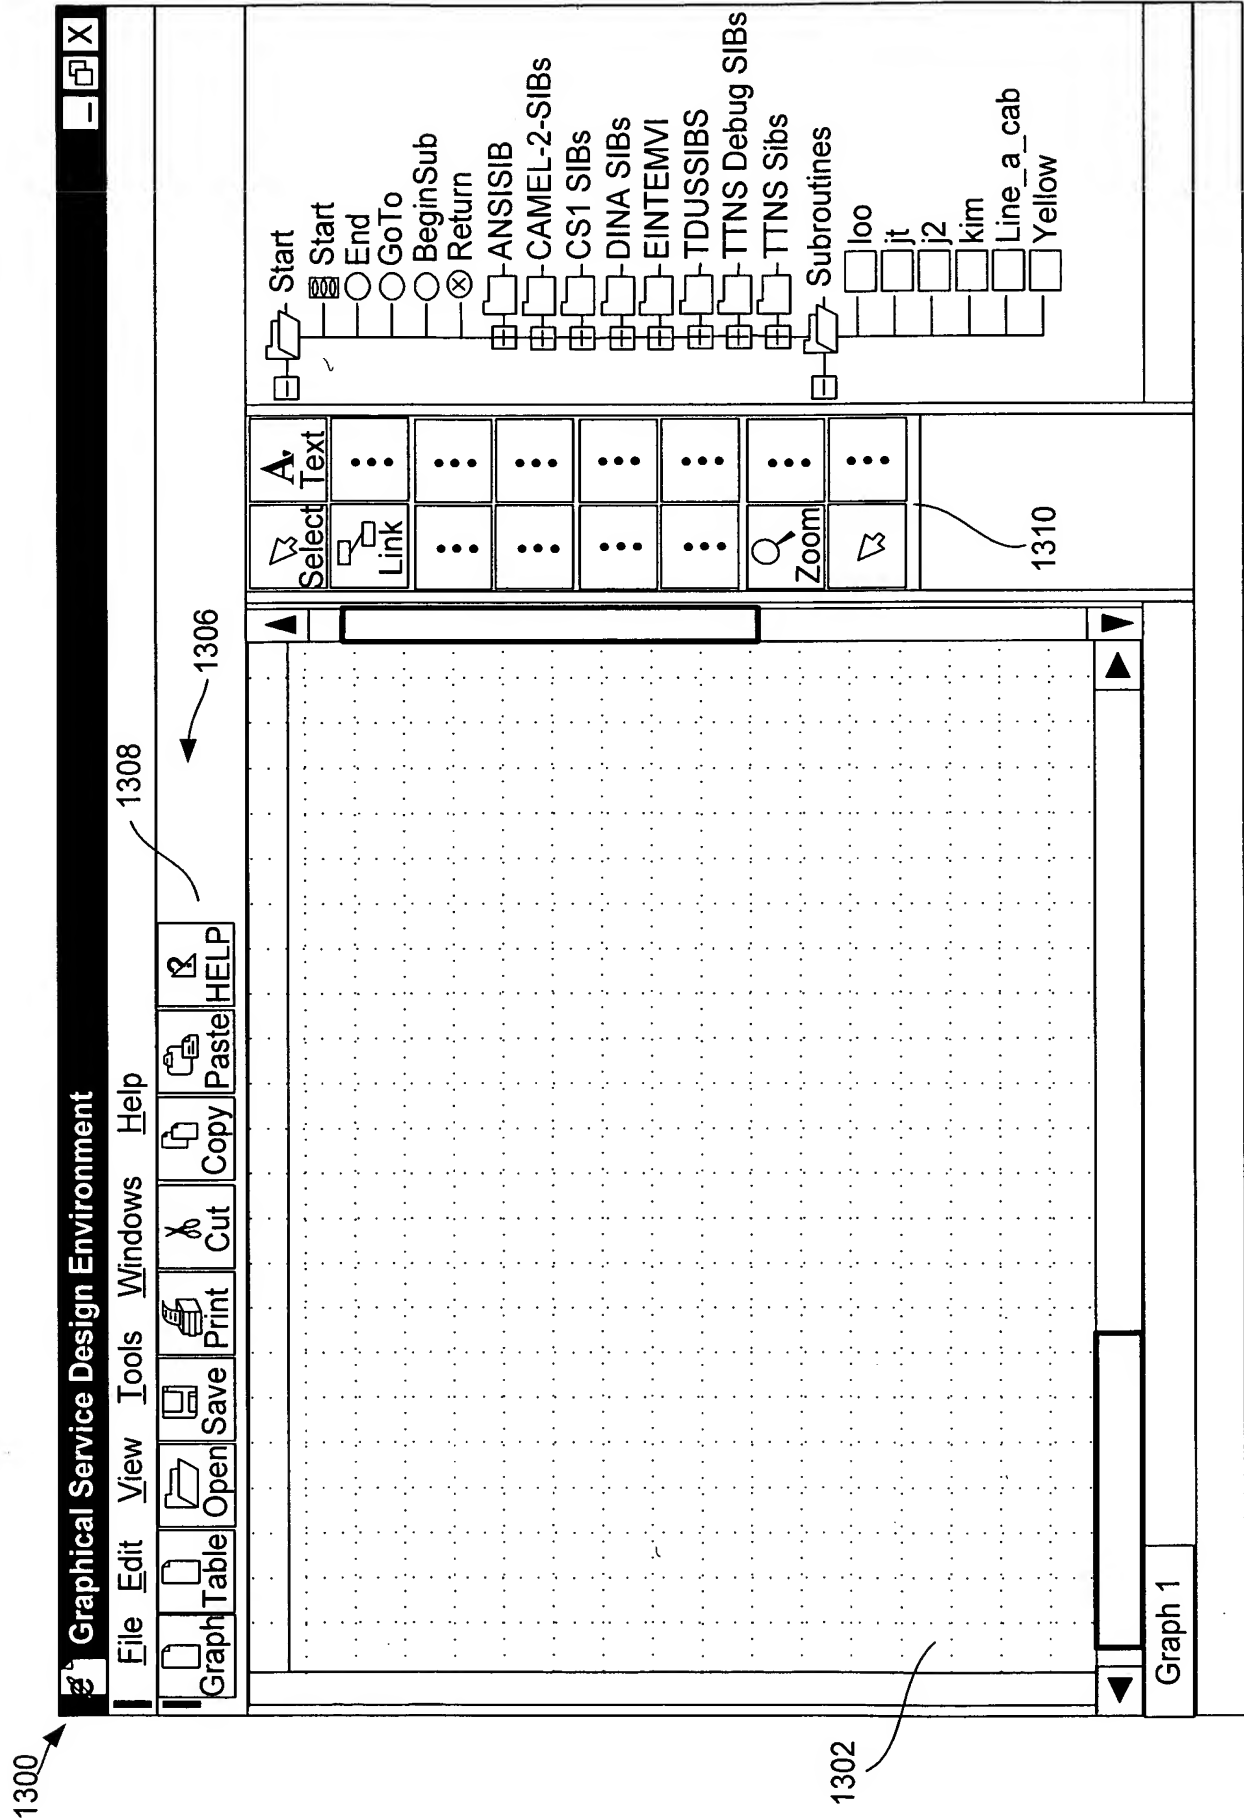 1300
Graphical Service Design Environment
File Edit View Tools Windows Help
1308
1306
Graph Table Open Save Print Cut Copy Paste HELP
Select Text
Link
Zoom
1310
Start
Start
End
GoTo
BeginSub
Return
ANSISIB
CAMEL-2-SIBs
CS1 SIBs
DINA SIBs
EINTEMVI
TDUSSIBS
TTNS Debug SIBs
TTNS Sibs
Subroutines
loo
jt
j2
kim
Line_a_cab
Yellow
1302
Graph 1